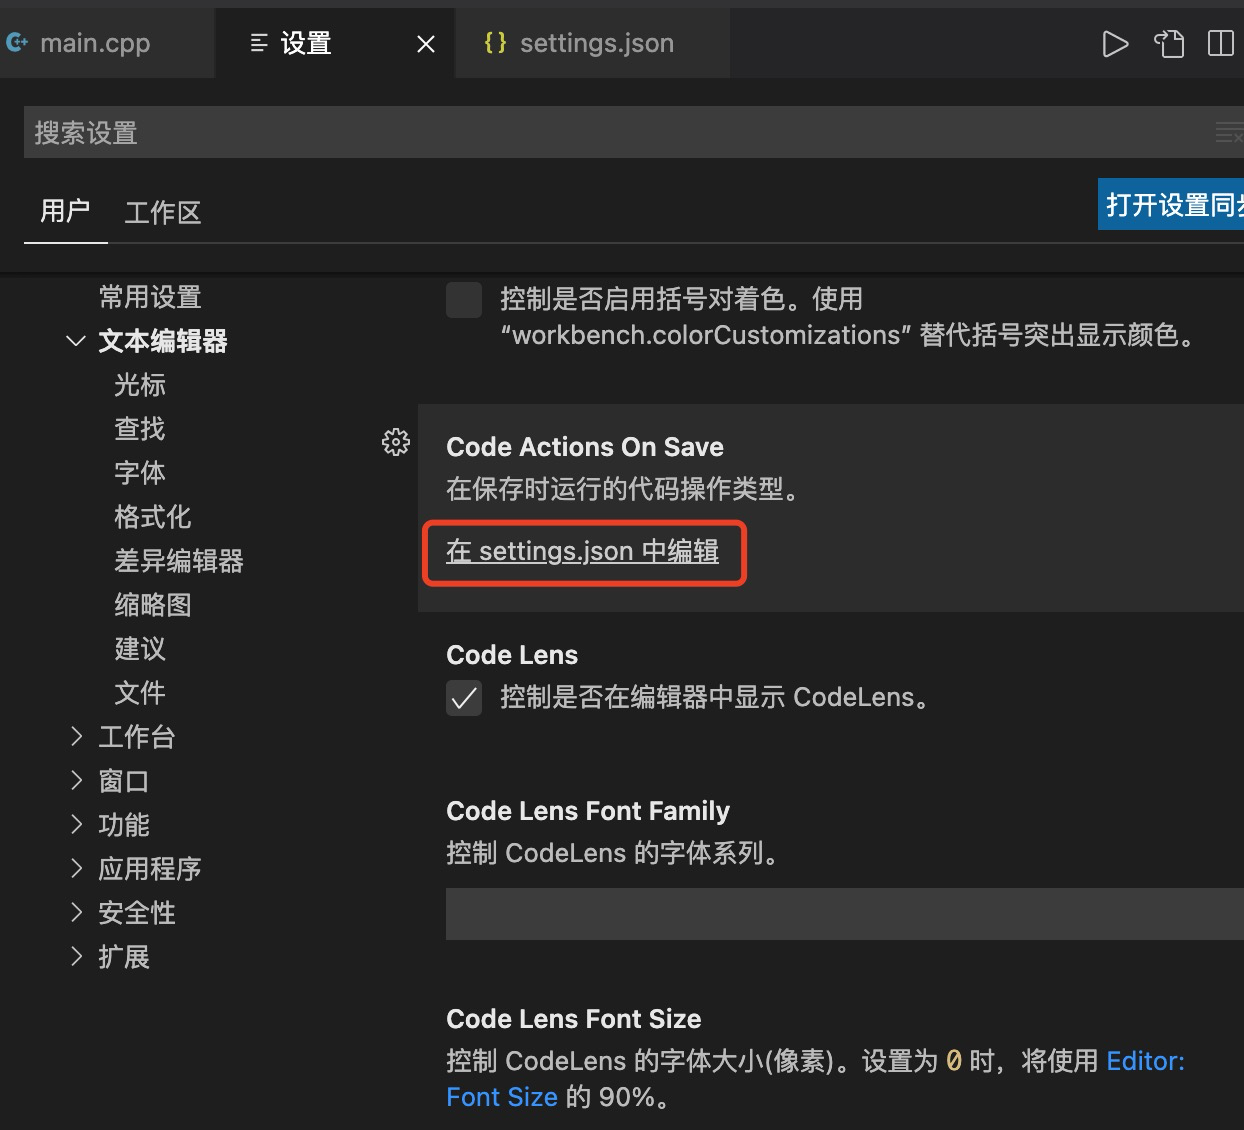 main.cpp
设置
settings.json
搜索设置
用户
工作区
打开设置同步
常用设置
文本编辑器
光标
查找
字体
格式化
差异编辑器
缩略图
建议
文件
工作台
窗口
功能
应用程序
安全性
扩展
控制是否启用括号对着色。使用
“workbench.colorCustomizations” 替代括号突出显示颜色。
Code Actions On Save
在保存时运行的代码操作类型。
在 settings.json 中编辑
Code Lens
控制是否在编辑器中显示 CodeLens。
Code Lens Font Family
控制 CodeLens 的字体系列。
Code Lens Font Size
控制 CodeLens 的字体大小(像素)。设置为 0 时，将使用 Editor:
Font Size 的 90%。